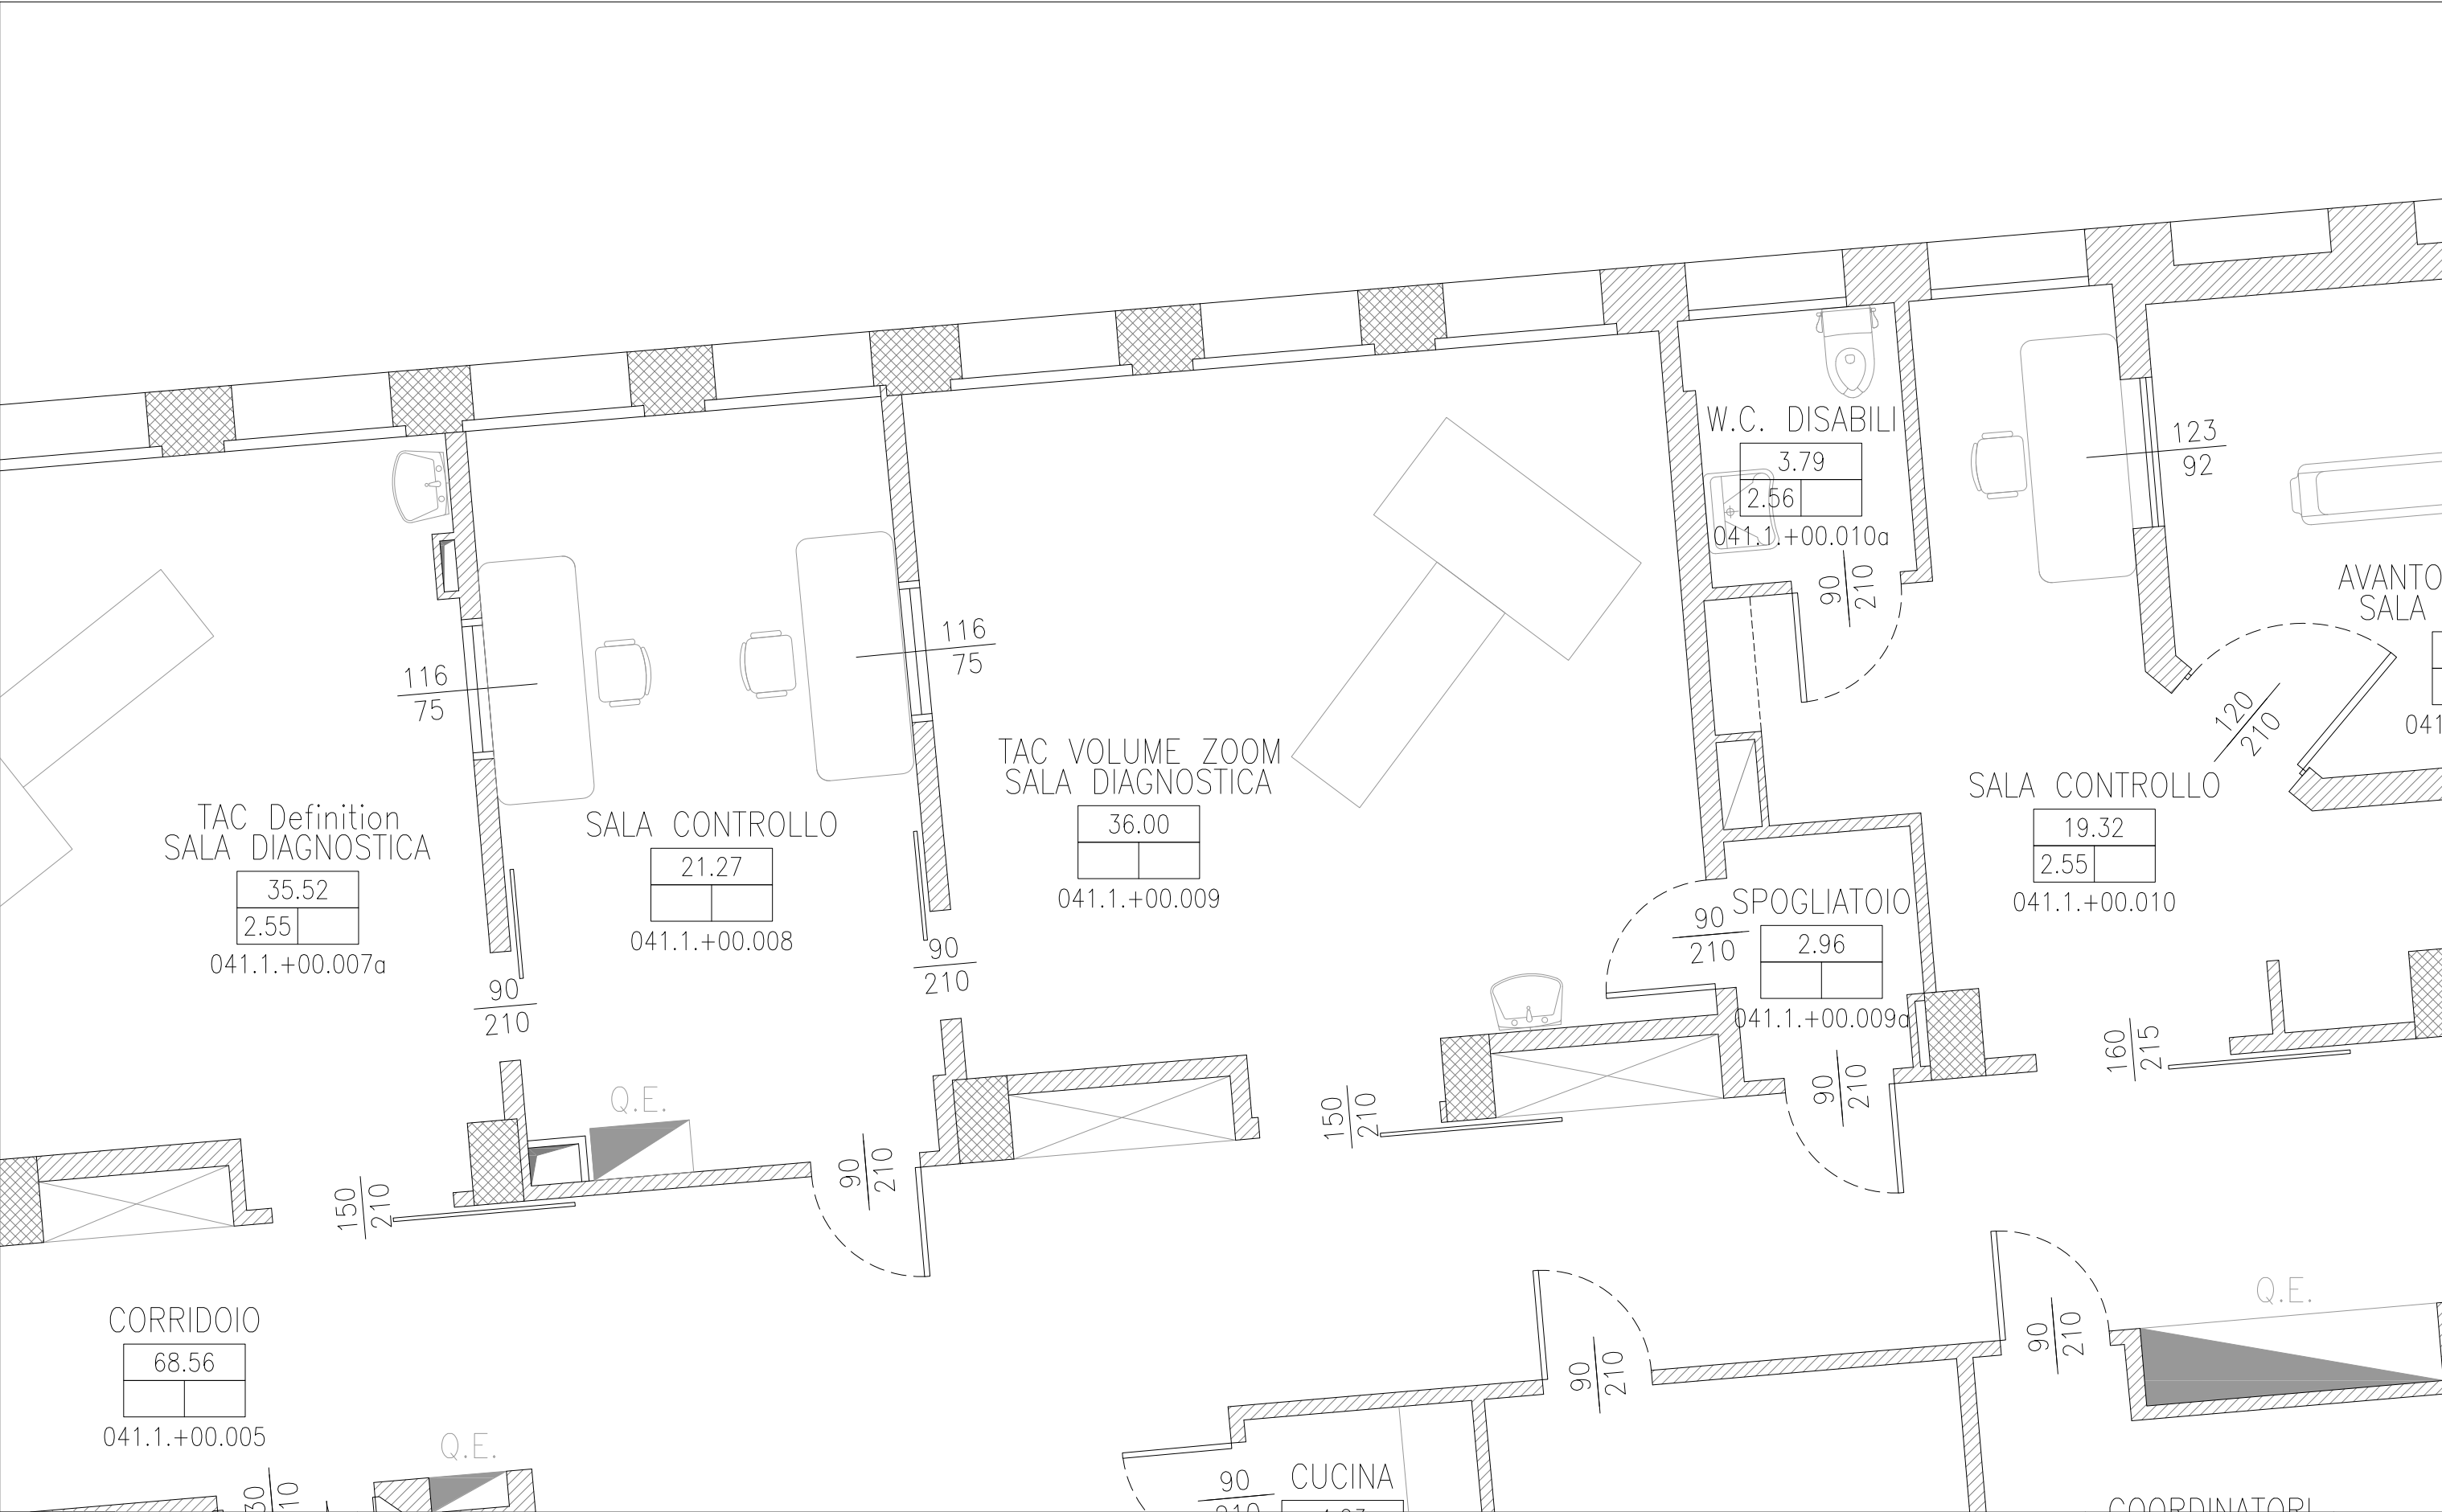 W.C. DISABILI
3.79
2.56
041.1.+00.010a
90
210
123
92
AVANTO
SALA
041
120
210
116
75
116
75
TAC Definition
SALA DIAGNOSTICA
35.52
2.55
041.1.+00.007a
SALA CONTROLLO
21.27
041.1.+00.008
TAC VOLUME ZOOM
SALA DIAGNOSTICA
36.00
041.1.+00.009
SALA CONTROLLO
19.32
2.55
041.1.+00.010
SPOGLIATOIO
2.96
041.1.+00.009a
90
210
90
210
90
210
Q.E.
150
210
90
210
150
210
90
210
160
215
CORRIDOIO
68.56
041.1.+00.005
Q.E.
90
210
90
210
Q.E.
90
CUCINA